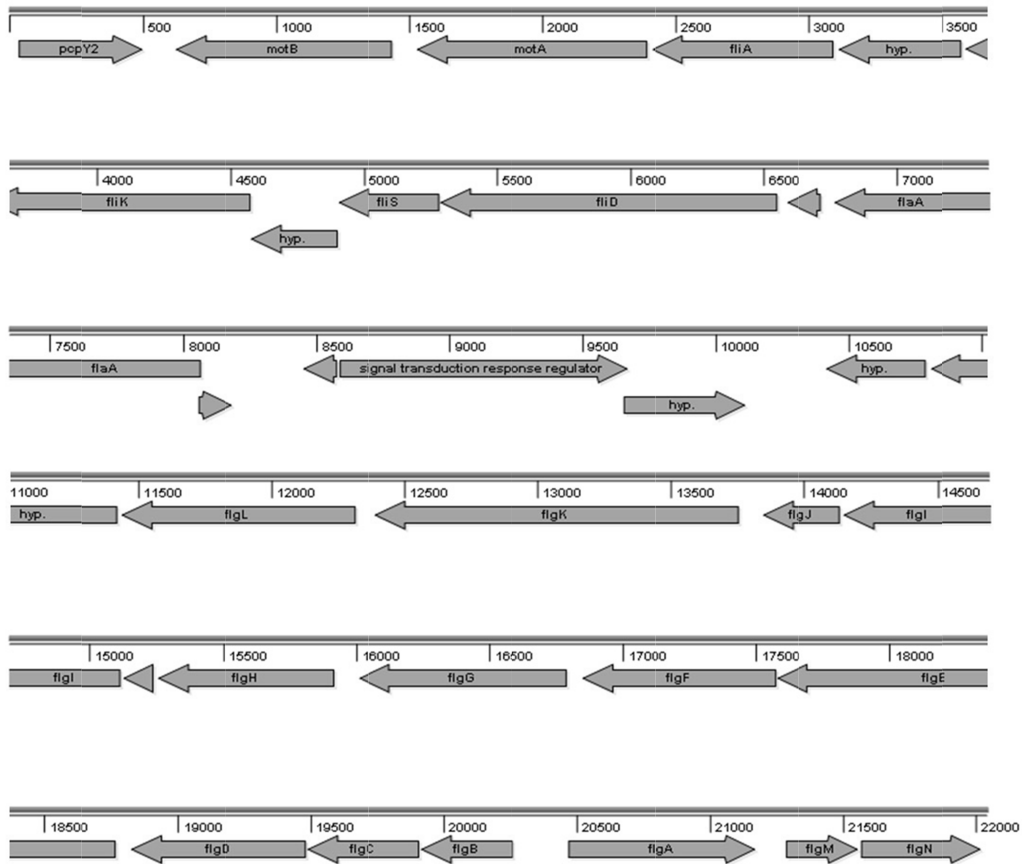 500 1000 1500 2000 2500 3000 3500
popY2 motB motA fliA hyp.
4000 4500 5000 5500 6000 6500 7000
fliK fliS fliD flaA
hyp.
7500 8000 8500 9000 9500 10000 10500
flaA signal transduction response regulator hyp.
hyp.
11000 11500 12000 12500 13000 13500 14000 14500
hyp. flgL flgK flgJ flgI
15000 15500 16000 16500 17000 17500 18000
flgI flgH flgG flgF flgE
18500 19000 19500 20000 20500 21000 21500 22000
flgD flgC flgB flgA flgM flgN